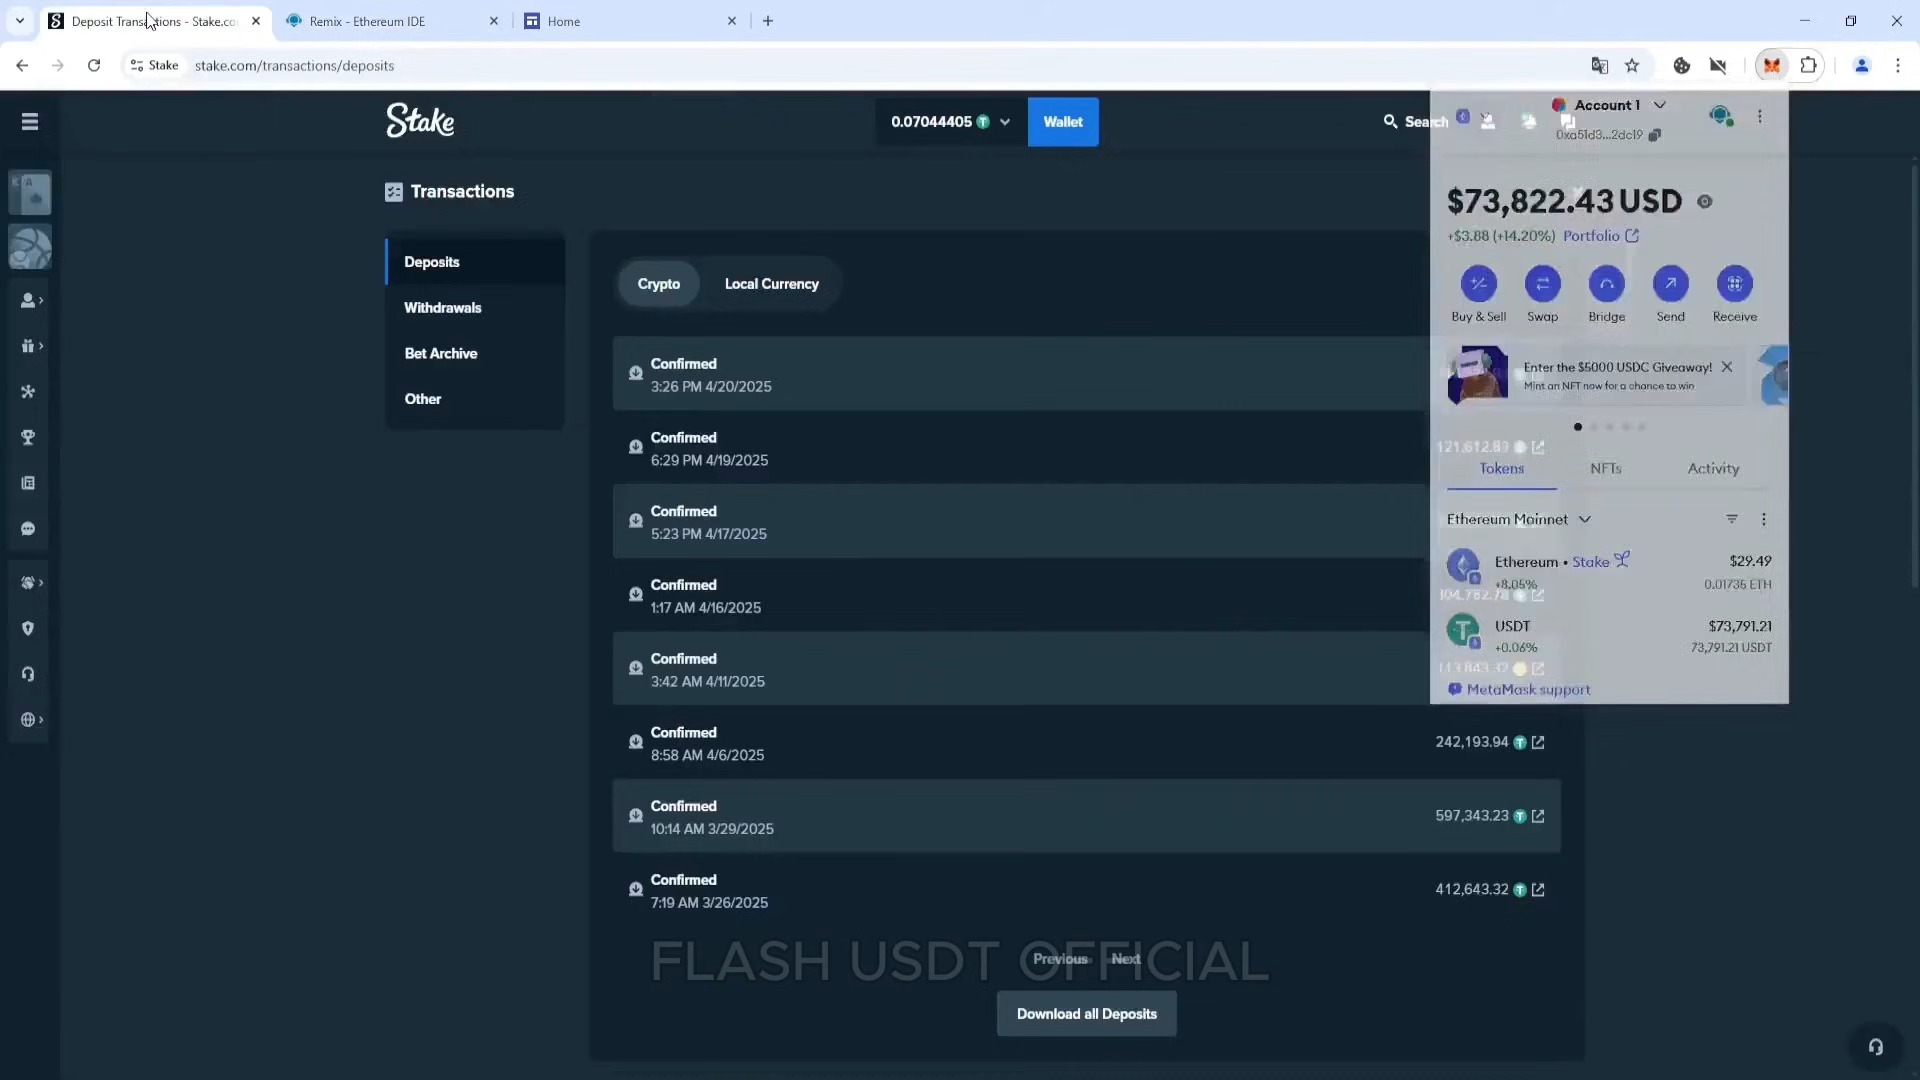 Deposit Transactions - Stake.co
Remix - Ethereum IDE
Home
Stake
stake.com/transactions/deposits
Stake
0.07044405
Wallet
Search
Account 1
0xa51d3...2dc19
Transactions
$73,822.43 USD
+$3.88 (+14.20%) Portfolio
Deposits
Withdrawals
Bet Archive
Other
Crypto
Local Currency
Buy & Sell
Swap
Bridge
Send
Receive
Enter the $5000 USDC Giveaway!
Mint an NFT now for a chance to win
Confirmed
3:26 PM 4/20/2025
Confirmed
6:29 PM 4/19/2025
121,612.83
Tokens
NFTs
Activity
Confirmed
5:23 PM 4/17/2025
Ethereum Mainnet
Ethereum • Stake
$29.49
+8.05%
0.01735 ETH
Confirmed
1:17 AM 4/16/2025
USDT
$73,791.21
+0.06%
73,791.21 USDT
Confirmed
3:42 AM 4/11/2025
MetaMask support
Confirmed
8:58 AM 4/6/2025
242,193.94
Confirmed
10:14 AM 3/29/2025
597,343.23
Confirmed
7:19 AM 3/26/2025
412,643.32
FLASH USDT OFFICIAL
Previous
Next
Download all Deposits